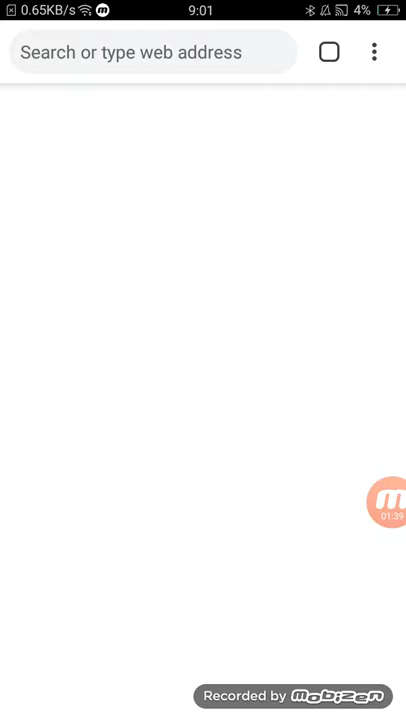 0.65KB/s 9:01 4%
Search or type web address
01:39
Recorded by mobizen